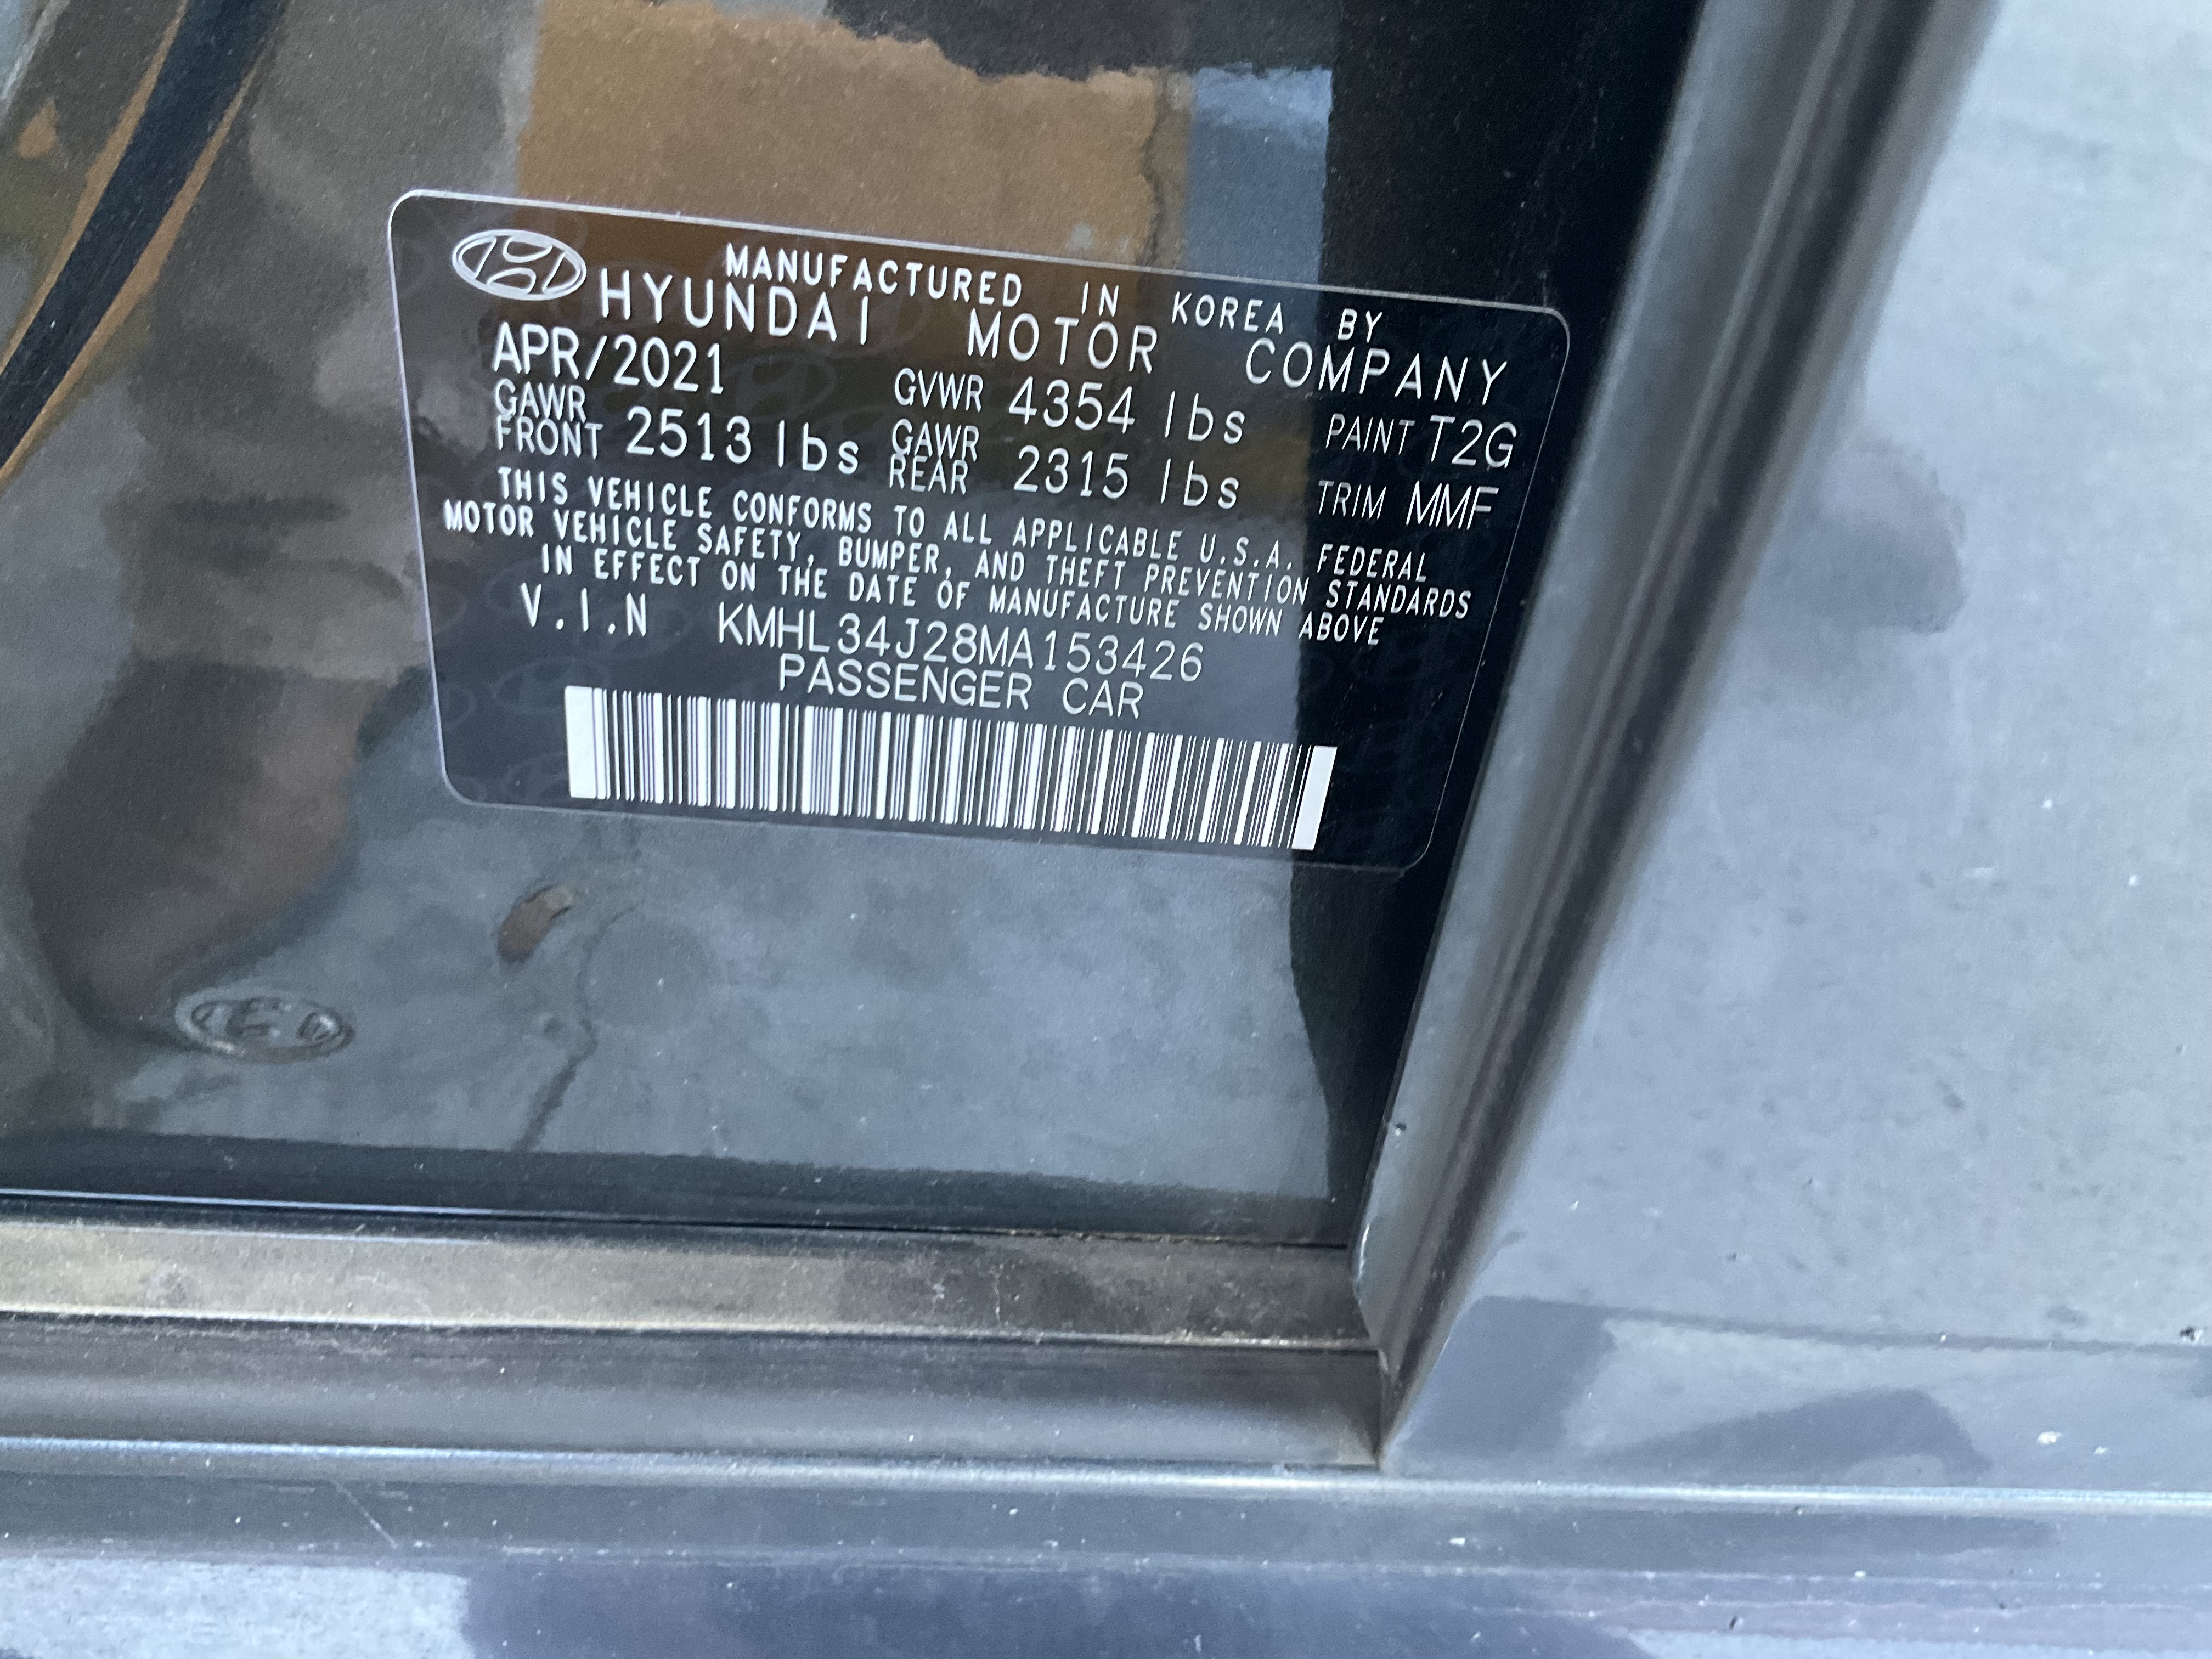 MANUFACTURED IN KOREA BY
HYUNDAI MOTOR COMPANY
APR/2021 GVWR 4354 lbs PAINT T2G
GAWR FRONT 2513 lbs GAWR REAR 2315 lbs TRIM MMF
THIS VEHICLE CONFORMS TO ALL APPLICABLE U.S.A. FEDERAL
MOTOR VEHICLE SAFETY, BUMPER, AND THEFT PREVENTION STANDARDS
IN EFFECT ON THE DATE OF MANUFACTURE SHOWN ABOVE
V.I.N KMHL34J28MA153426
PASSENGER CAR